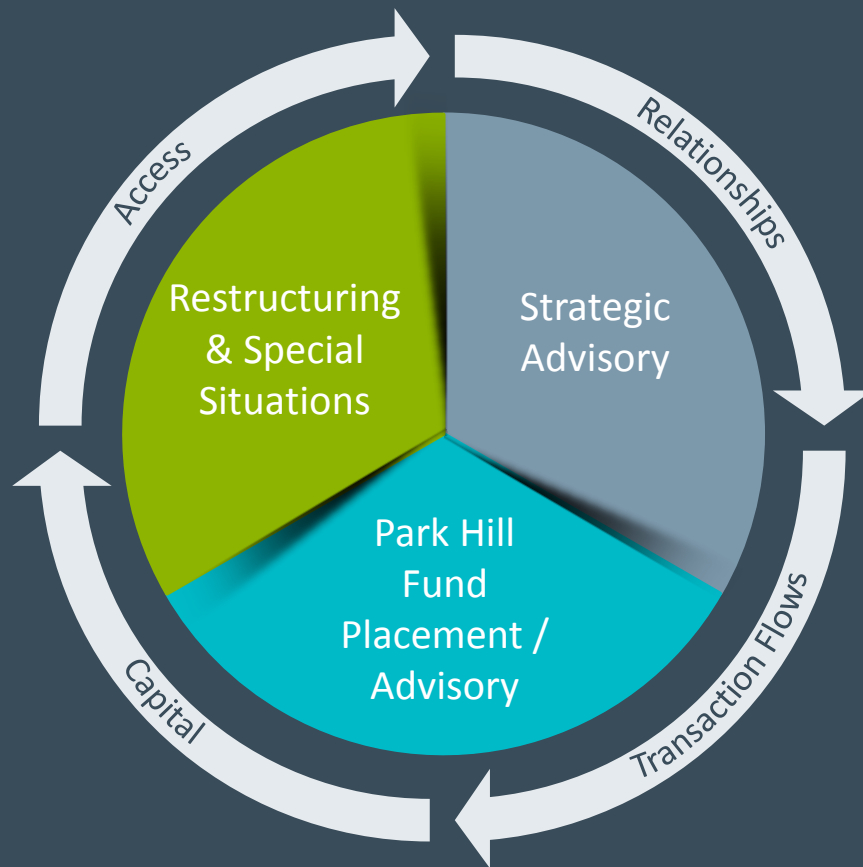 Access
Relationships
Restructuring
& Special
Situations
Strategic
Advisory
Park Hill
Fund
Placement /
Advisory
Capital
Transaction Flows